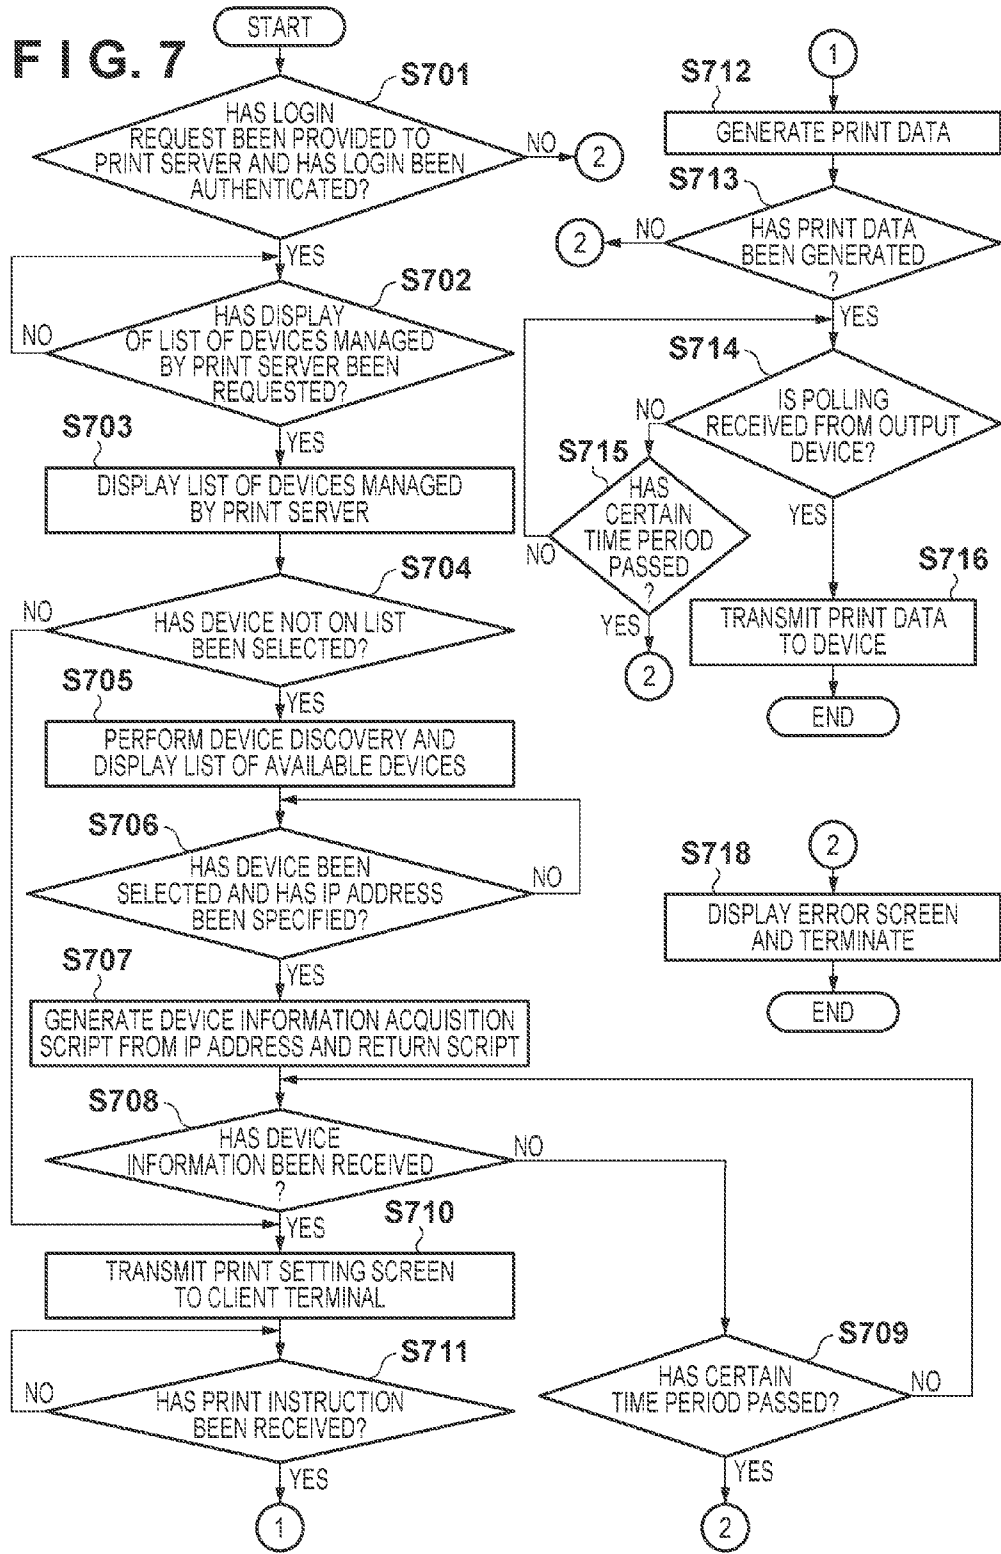 FIG. 7
START
S701
HAS LOGIN
REQUEST BEEN PROVIDED TO
PRINT SERVER AND HAS LOGIN BEEN
AUTHENTICATED?
NO
2
YES
S702
HAS DISPLAY
OF LIST OF DEVICES MANAGED
BY PRINT SERVER BEEN
REQUESTED?
NO
YES
S703
DISPLAY LIST OF DEVICES MANAGED
BY PRINT SERVER
S704
NO
HAS DEVICE NOT ON LIST
BEEN SELECTED?
YES
S705
PERFORM DEVICE DISCOVERY AND
DISPLAY LIST OF AVAILABLE DEVICES
S706
HAS DEVICE BEEN
SELECTED AND HAS IP ADDRESS
BEEN SPECIFIED?
NO
YES
S707
GENERATE DEVICE INFORMATION ACQUISITION
SCRIPT FROM IP ADDRESS AND RETURN SCRIPT
S708
HAS DEVICE
INFORMATION BEEN RECEIVED
?
NO
YES
S710
TRANSMIT PRINT SETTING SCREEN
TO CLIENT TERMINAL
S711
HAS PRINT INSTRUCTION
BEEN RECEIVED?
NO
YES
1
S709
HAS CERTAIN
TIME PERIOD PASSED?
NO
YES
2
1
S712
GENERATE PRINT DATA
S713
HAS PRINT DATA
BEEN GENERATED
?
NO
2
YES
S714
IS POLLING
RECEIVED FROM OUTPUT
DEVICE?
NO
YES
S715
HAS
CERTAIN
TIME PERIOD
PASSED
?
NO
YES
2
S716
TRANSMIT PRINT DATA
TO DEVICE
END
2
S718
DISPLAY ERROR SCREEN
AND TERMINATE
END